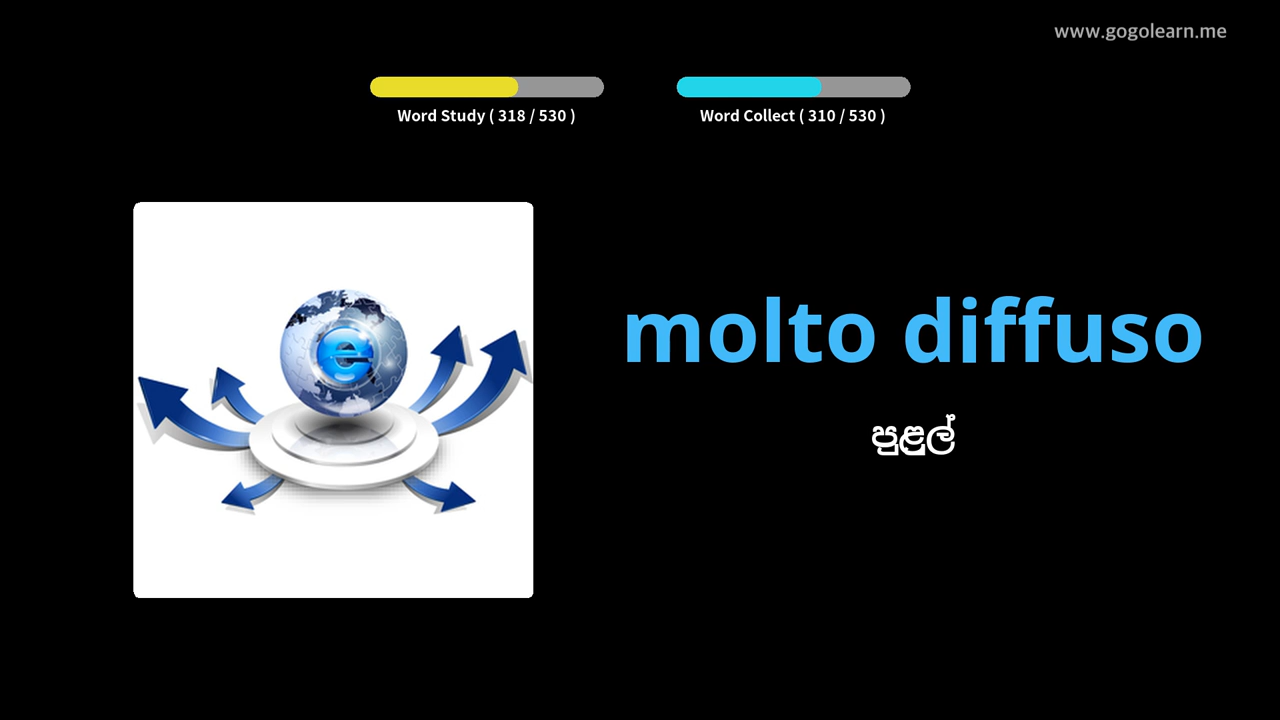 www.gogolearn.me
Word Study ( 318 / 530 )
Word Collect ( 310 / 530 )
e
molto diffuso
පුළුල්